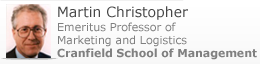 Martin Christopher
Emeritus Professor of
Marketing and Logistics
Cranfield School of Management